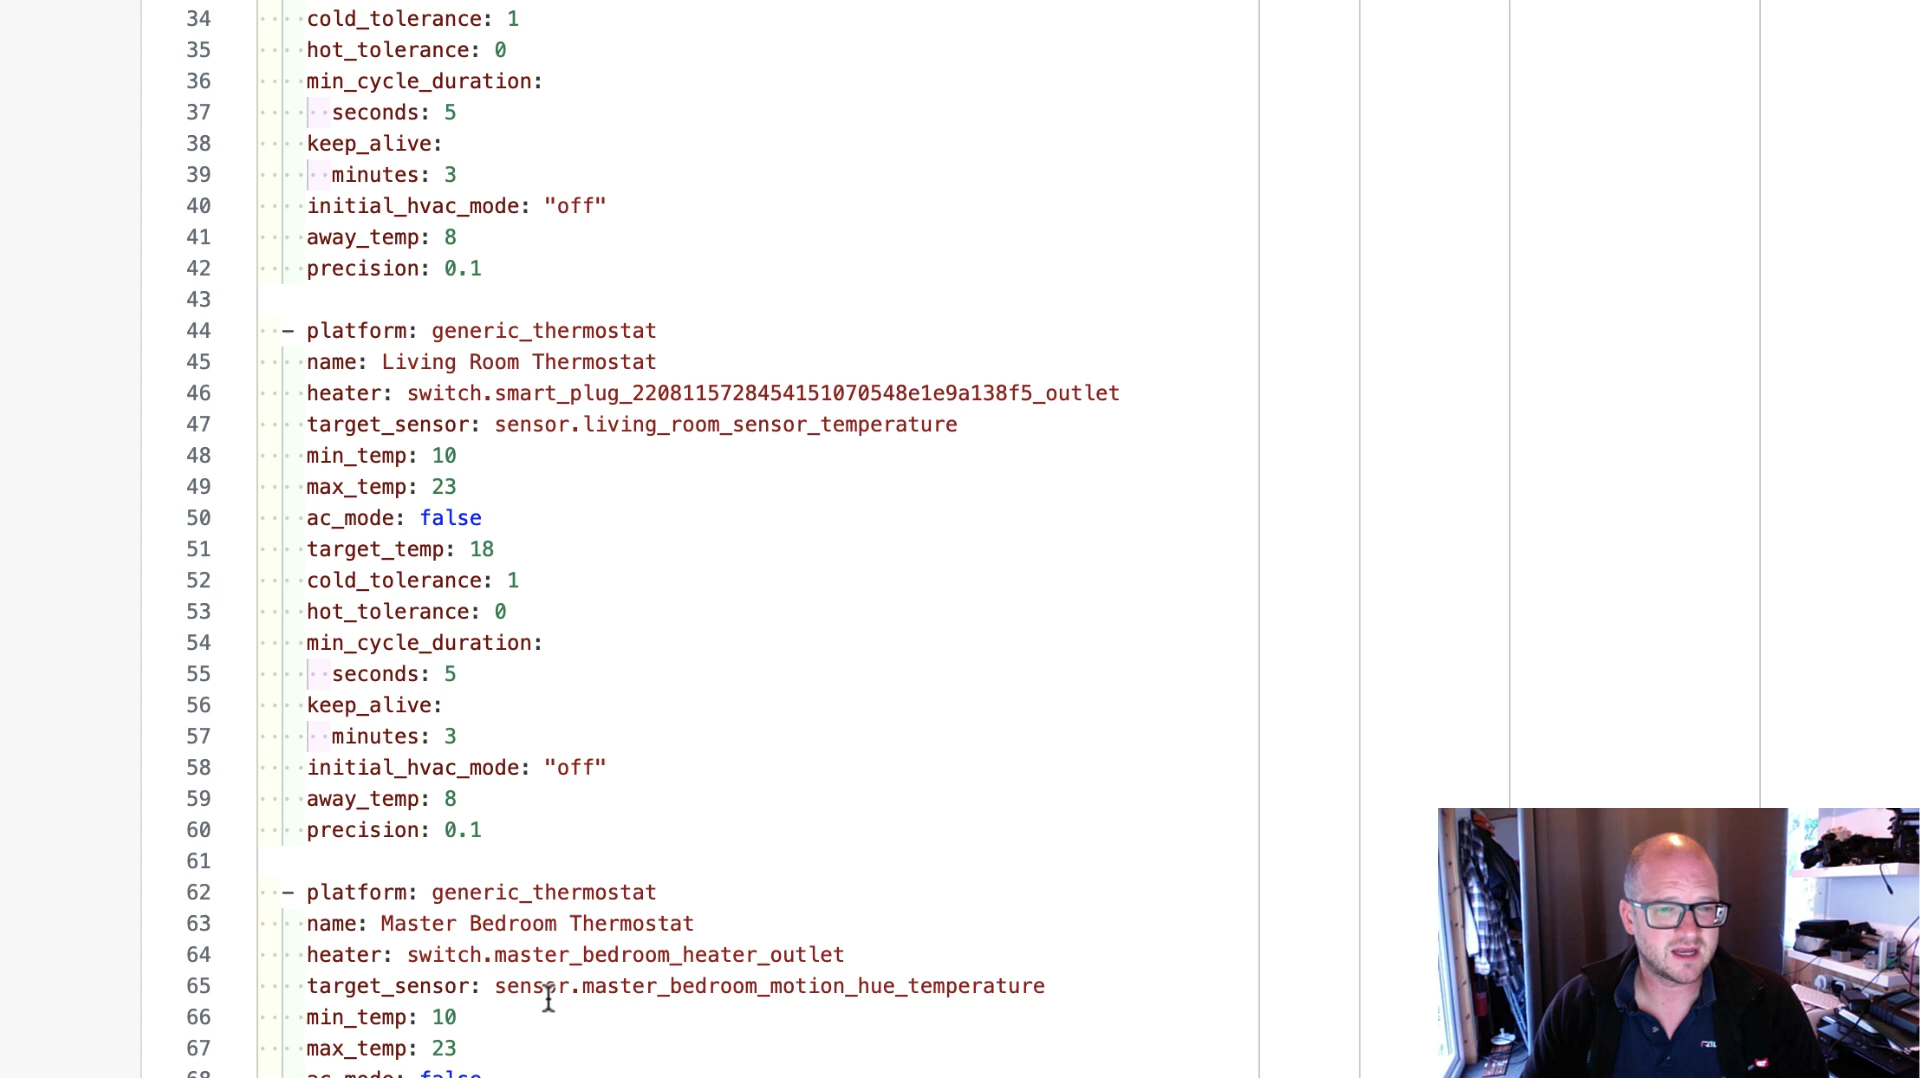 34 cold_tolerance: 1
35 hot_tolerance: 0
36 min_cycle_duration:
37 seconds: 5
38 keep_alive:
39 minutes: 3
40 initial_hvac_mode: "off"
41 away_temp: 8
42 precision: 0.1
43
44 - platform: generic_thermostat
45 name: Living Room Thermostat
46 heater: switch.smart_plug_2208115728454151070548e1e9a138f5_outlet
47 target_sensor: sensor.living_room_sensor_temperature
48 min_temp: 10
49 max_temp: 23
50 ac_mode: false
51 target_temp: 18
52 cold_tolerance: 1
53 hot_tolerance: 0
54 min_cycle_duration:
55 seconds: 5
56 keep_alive:
57 minutes: 3
58 initial_hvac_mode: "off"
59 away_temp: 8
60 precision: 0.1
61
62 - platform: generic_thermostat
63 name: Master Bedroom Thermostat
64 heater: switch.master_bedroom_heater_outlet
65 target_sensor: sensor.master_bedroom_motion_hue_temperature
66 min_temp: 10
67 max_temp: 23
68 ac_mode: false